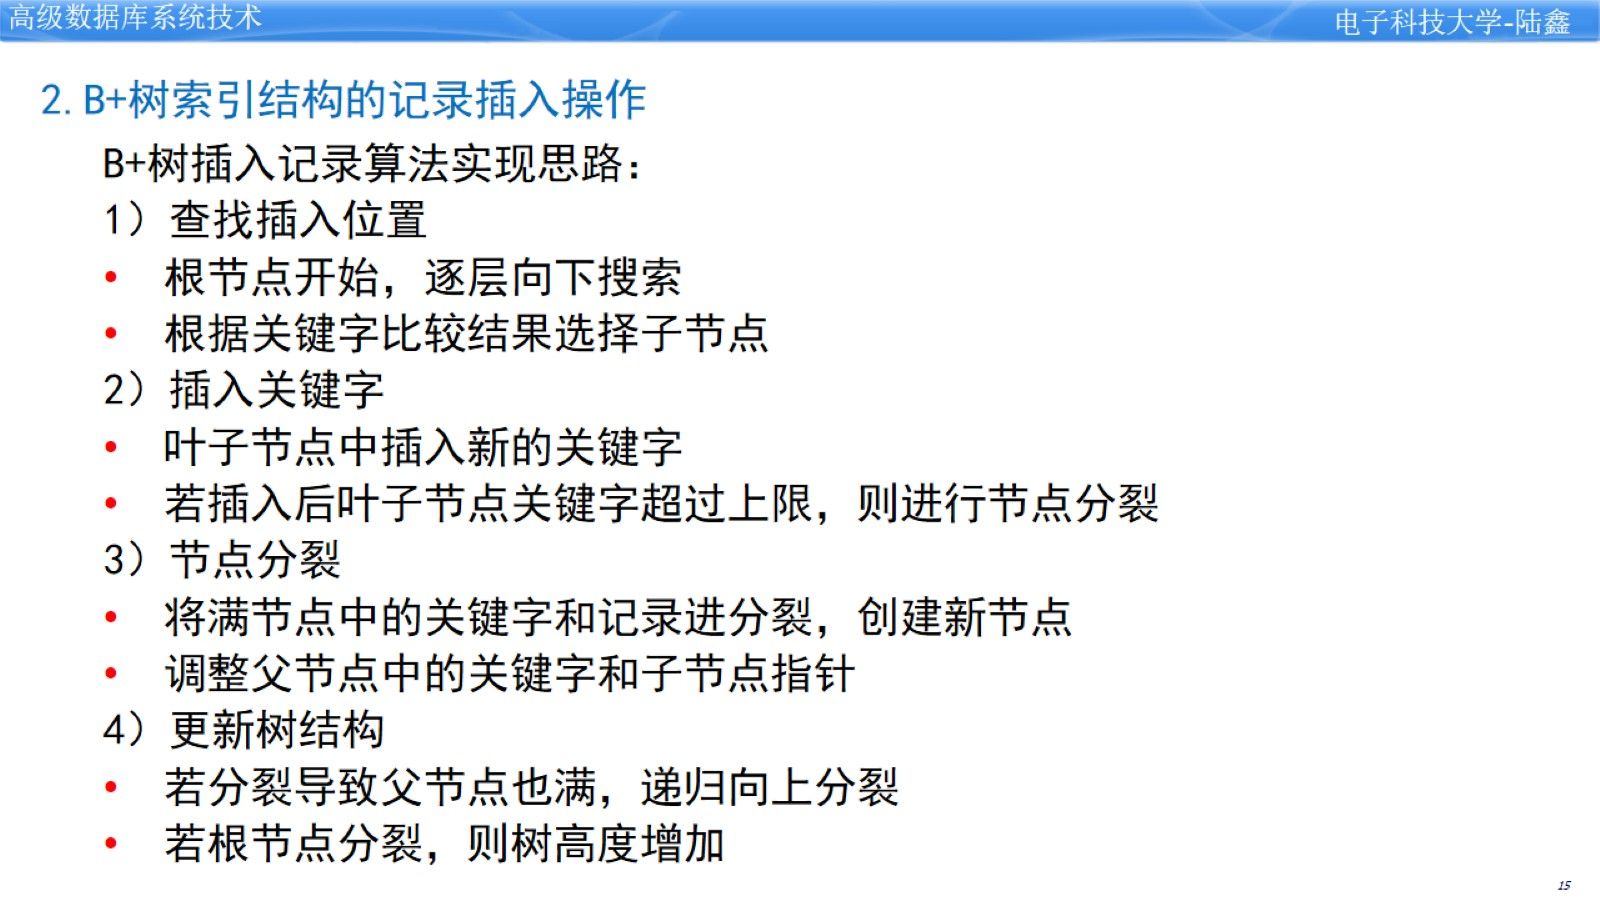 高级数据库系统技术
电子科技大学-陆鑫
2.B+树索引结构的记录插入操作
B+树插入记录算法实现思路：
1）查找插入位置
• 根节点开始，逐层向下搜索
• 根据关键字比较结果选择子节点
2）插入关键字
• 叶子节点中插入新的关键字
• 若插入后叶子节点关键字超过上限，则进行节点分裂
3）节点分裂
• 将满节点中的关键字和记录进分裂，创建新节点
• 调整父节点中的关键字和子节点指针
4）更新树结构
• 若分裂导致父节点也满，递归向上分裂
• 若根节点分裂，则树高度增加
15